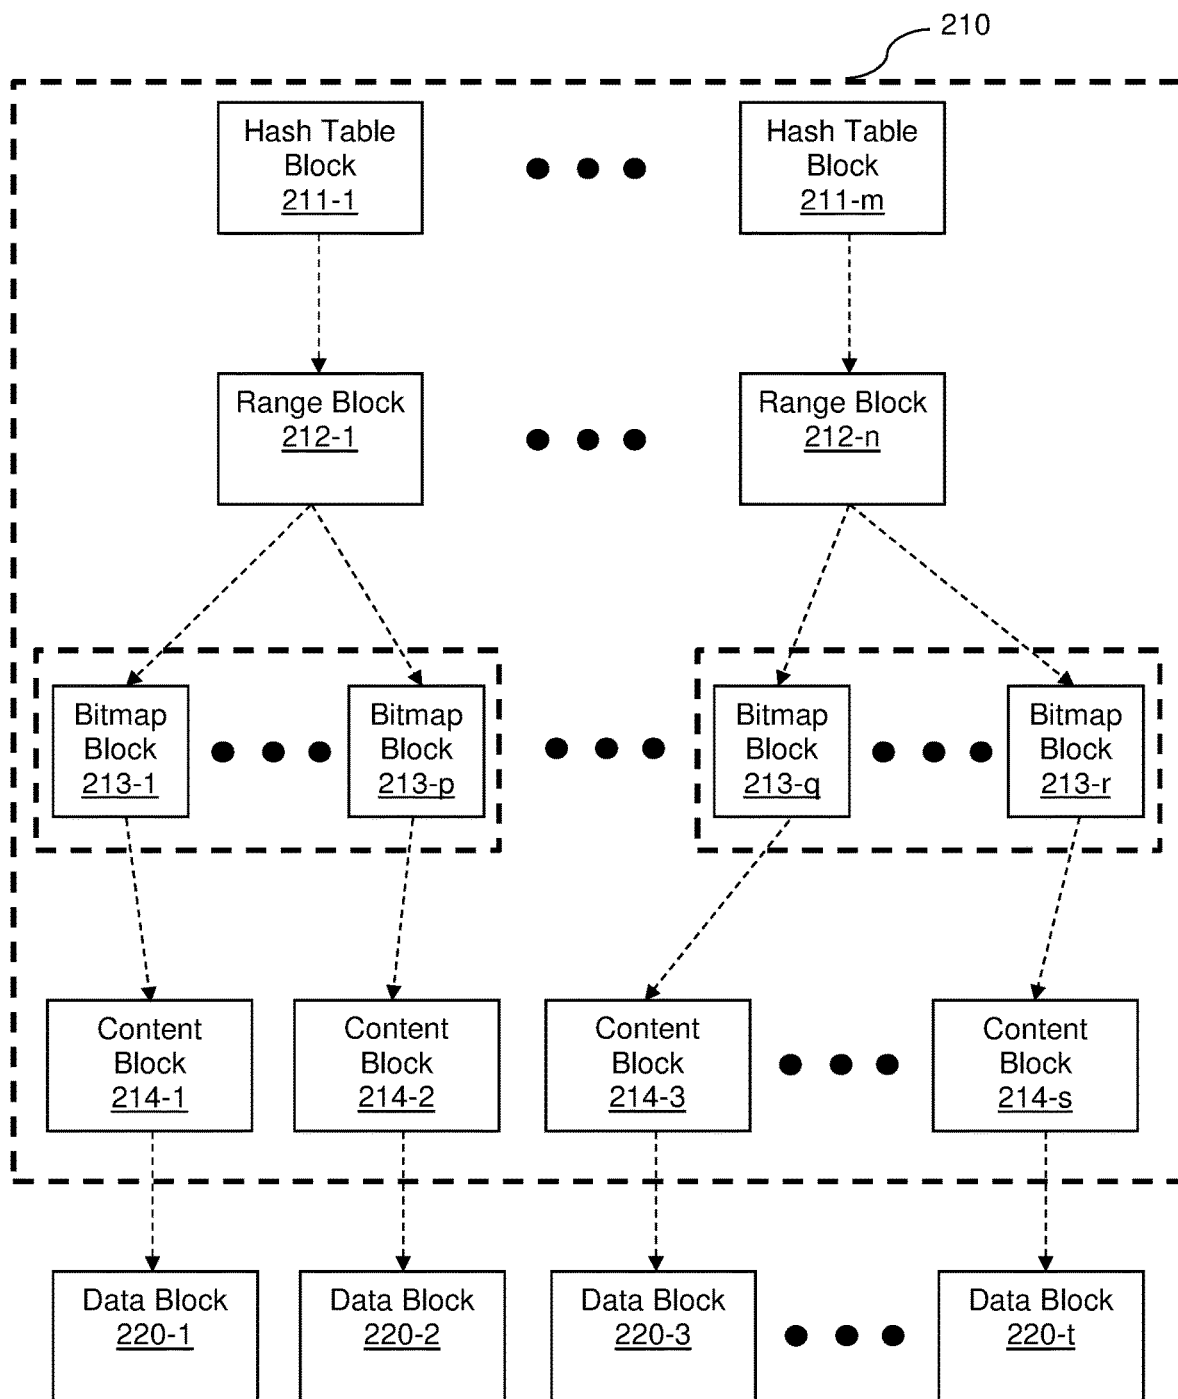 210
Hash Table
Block
211-1
Hash Table
Block
211-m
Range Block
212-1
Range Block
212-n
Bitmap
Block
213-1
Bitmap
Block
213-p
Bitmap
Block
213-q
Bitmap
Block
213-r
Content
Block
214-1
Content
Block
214-2
Content
Block
214-3
Content
Block
214-s
Data Block
220-1
Data Block
220-2
Data Block
220-3
Data Block
220-t